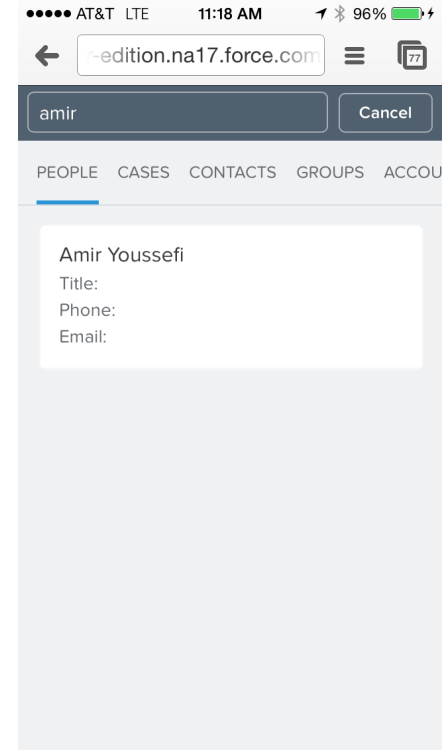 AT&T LTE 11:18 AM 96%
r-edition.na17.force.com 77
amir Cancel
PEOPLE CASES CONTACTS GROUPS ACCOU
Amir Youssefi
Title:
Phone:
Email: